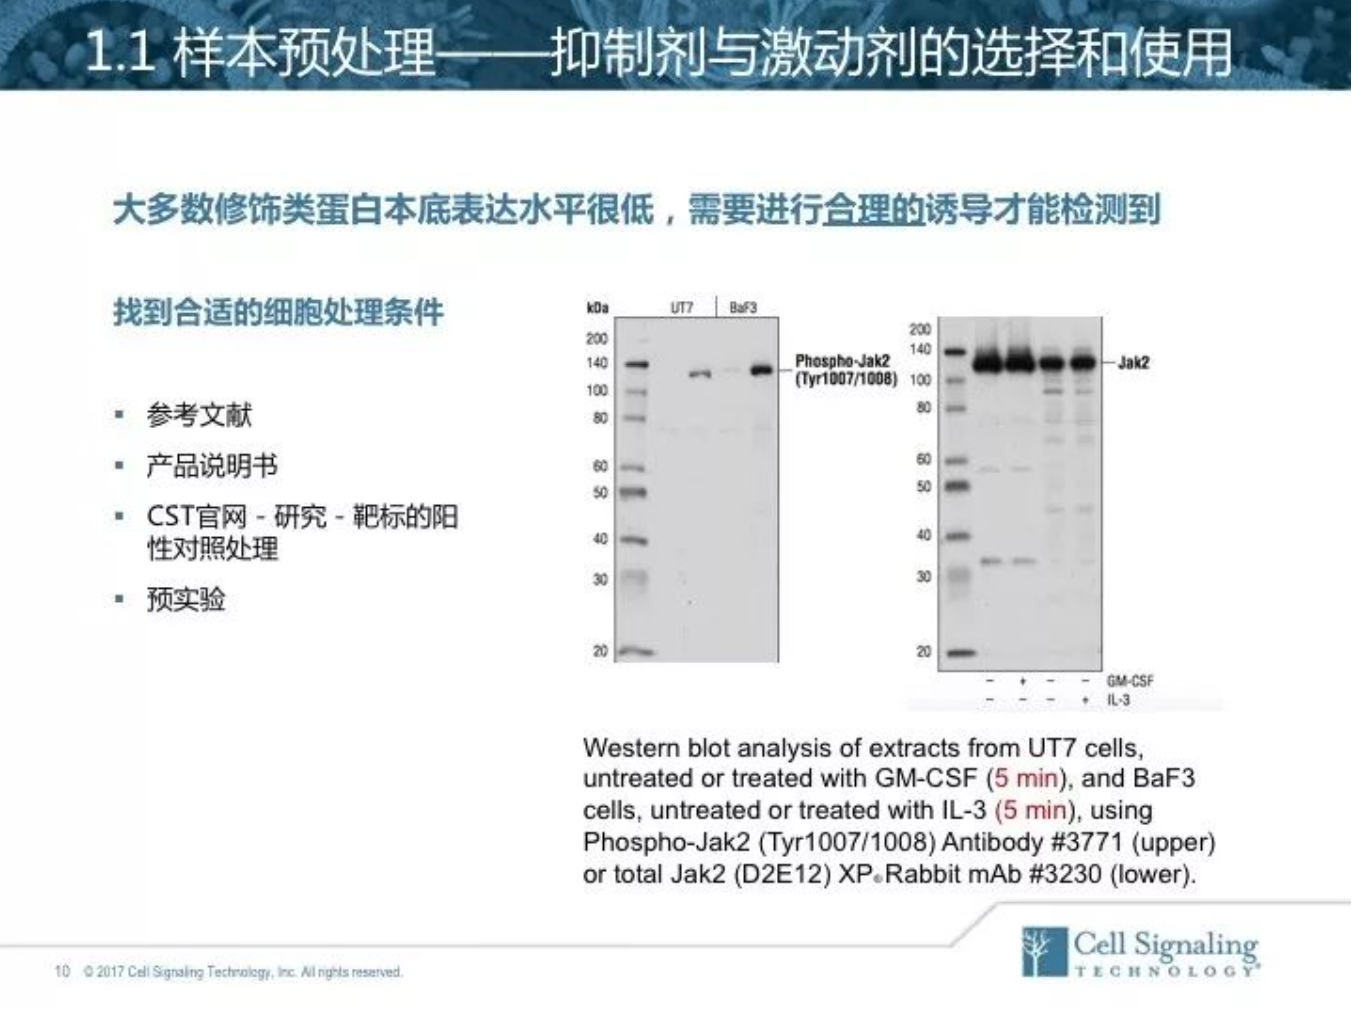 1.1 样本预处理——抑制剂与激动剂的选择和使用
大多数修饰类蛋白本底表达水平很低，需要进行合理的诱导才能检测到
找到合适的细胞处理条件
▪ 参考文献
▪ 产品说明书
▪ CST官网 - 研究 - 靶标的阳
性对照处理
▪ 预实验
kDa UT7 BaF3
200
140
100
80
60
50
40
30
20
Phospho-Jak2
(Tyr1007/1008)
200
140
100
80
60
50
40
30
20
Jak2
- + - - GM-CSF
- - - + IL-3
Western blot analysis of extracts from UT7 cells,
untreated or treated with GM-CSF (5 min), and BaF3
cells, untreated or treated with IL-3 (5 min), using
Phospho-Jak2 (Tyr1007/1008) Antibody #3771 (upper)
or total Jak2 (D2E12) XP® Rabbit mAb #3230 (lower).
10 © 2017 Cell Signaling Technology, Inc. All rights reserved.
Cell Signaling
TECHNOLOGY®